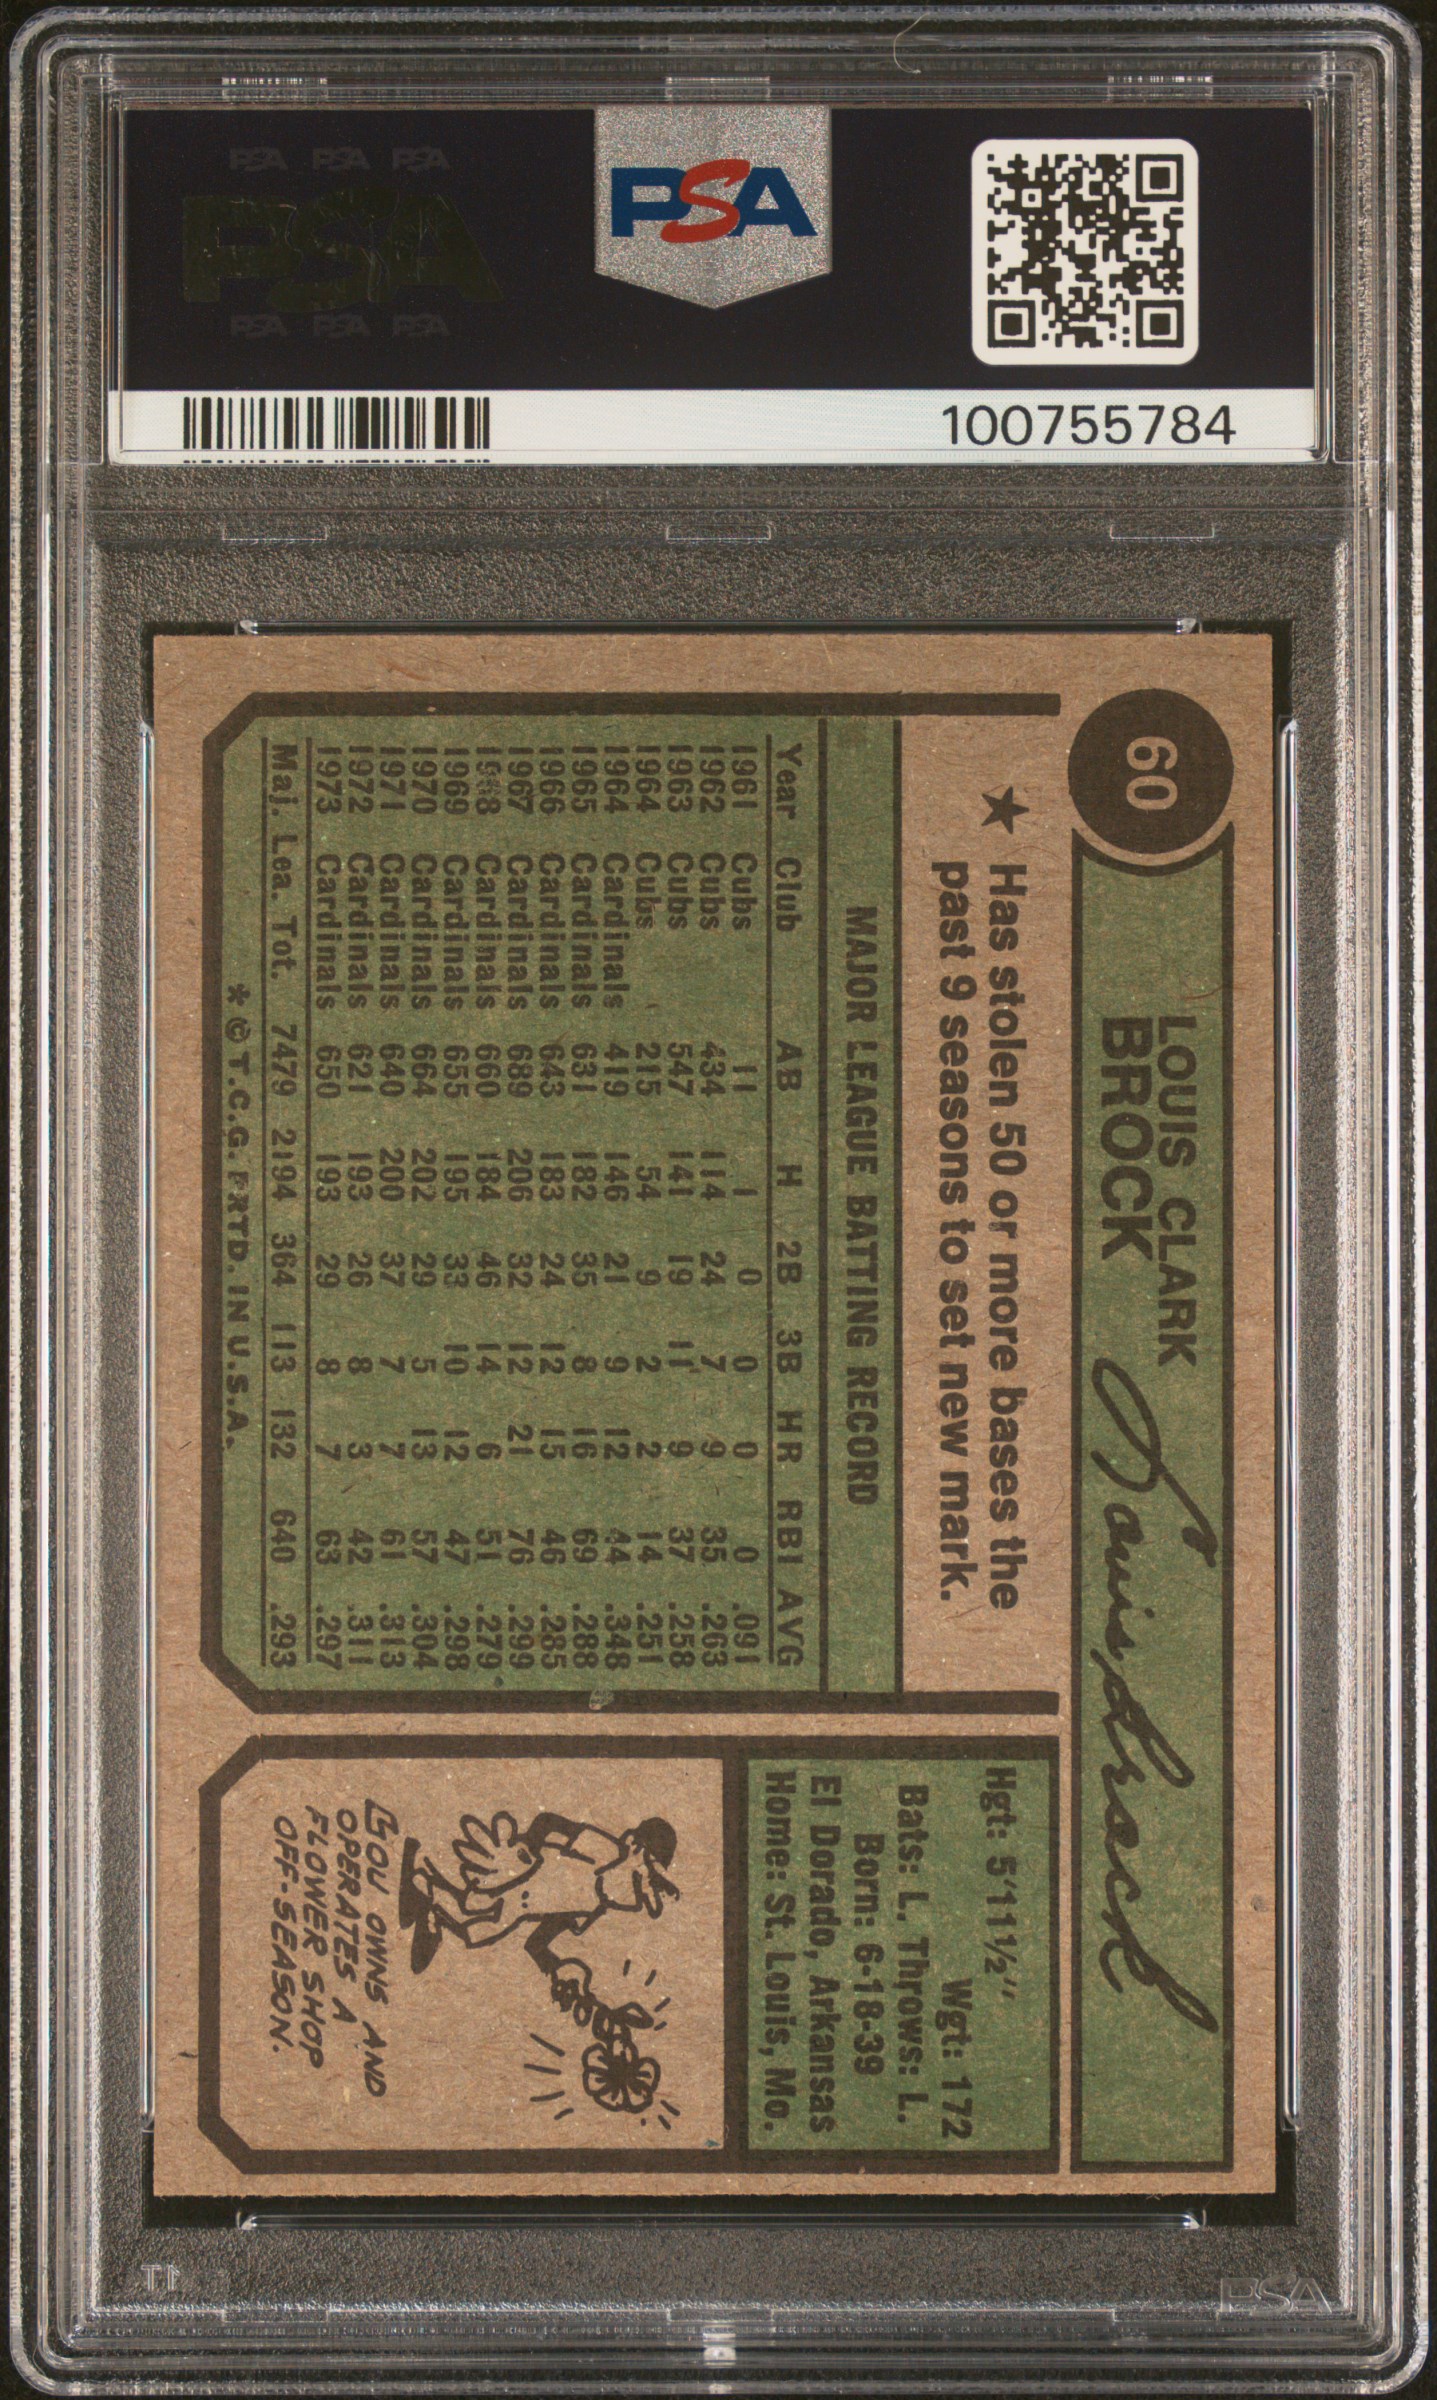 PSA PSA PSA
PSA
PSA PSA PSA
PSA
100755784
60
LOUIS CLARK
BROCK
Louis Brock
★ Has stolen 50 or more bases the
past 9 seasons to set new mark.
MAJOR LEAGUE BATTING RECORD
Year Club AB H 2B 3B HR RBI AVG
1961 Cubs 11 1 0 0 0 0 .091
1962 Cubs 434 114 24 7 9 35 .263
1963 Cubs 547 141 19 11 9 37 .258
1964 Cubs 215 54 9 2 2 14 .251
1964 Cardinals 419 146 21 9 12 44 .348
1965 Cardinals 631 182 35 8 16 69 .288
1966 Cardinals 643 183 24 12 15 46 .285
1967 Cardinals 689 206 32 12 21 76 .299
1968 Cardinals 660 184 46 14 6 51 .279
1969 Cardinals 655 195 33 10 12 47 .298
1970 Cardinals 664 202 29 5 13 57 .304
1971 Cardinals 640 200 37 7 7 61 .313
1972 Cardinals 621 193 26 8 3 42 .311
1973 Cardinals 650 193 29 8 7 63 .297
Maj. Lea. Tot. 7479 2194 364 113 132 640 .293
* © T.C.G. PRTD. IN U.S.A.
Hgt: 5'11½" Wgt: 172
Bats: L. Throws: L.
Born: 6-18-39
El Dorado, Arkansas
Home: St. Louis, Mo.
LOU OWNS AND
OPERATES A
FLOWER SHOP
OFF-SEASON.
PSA